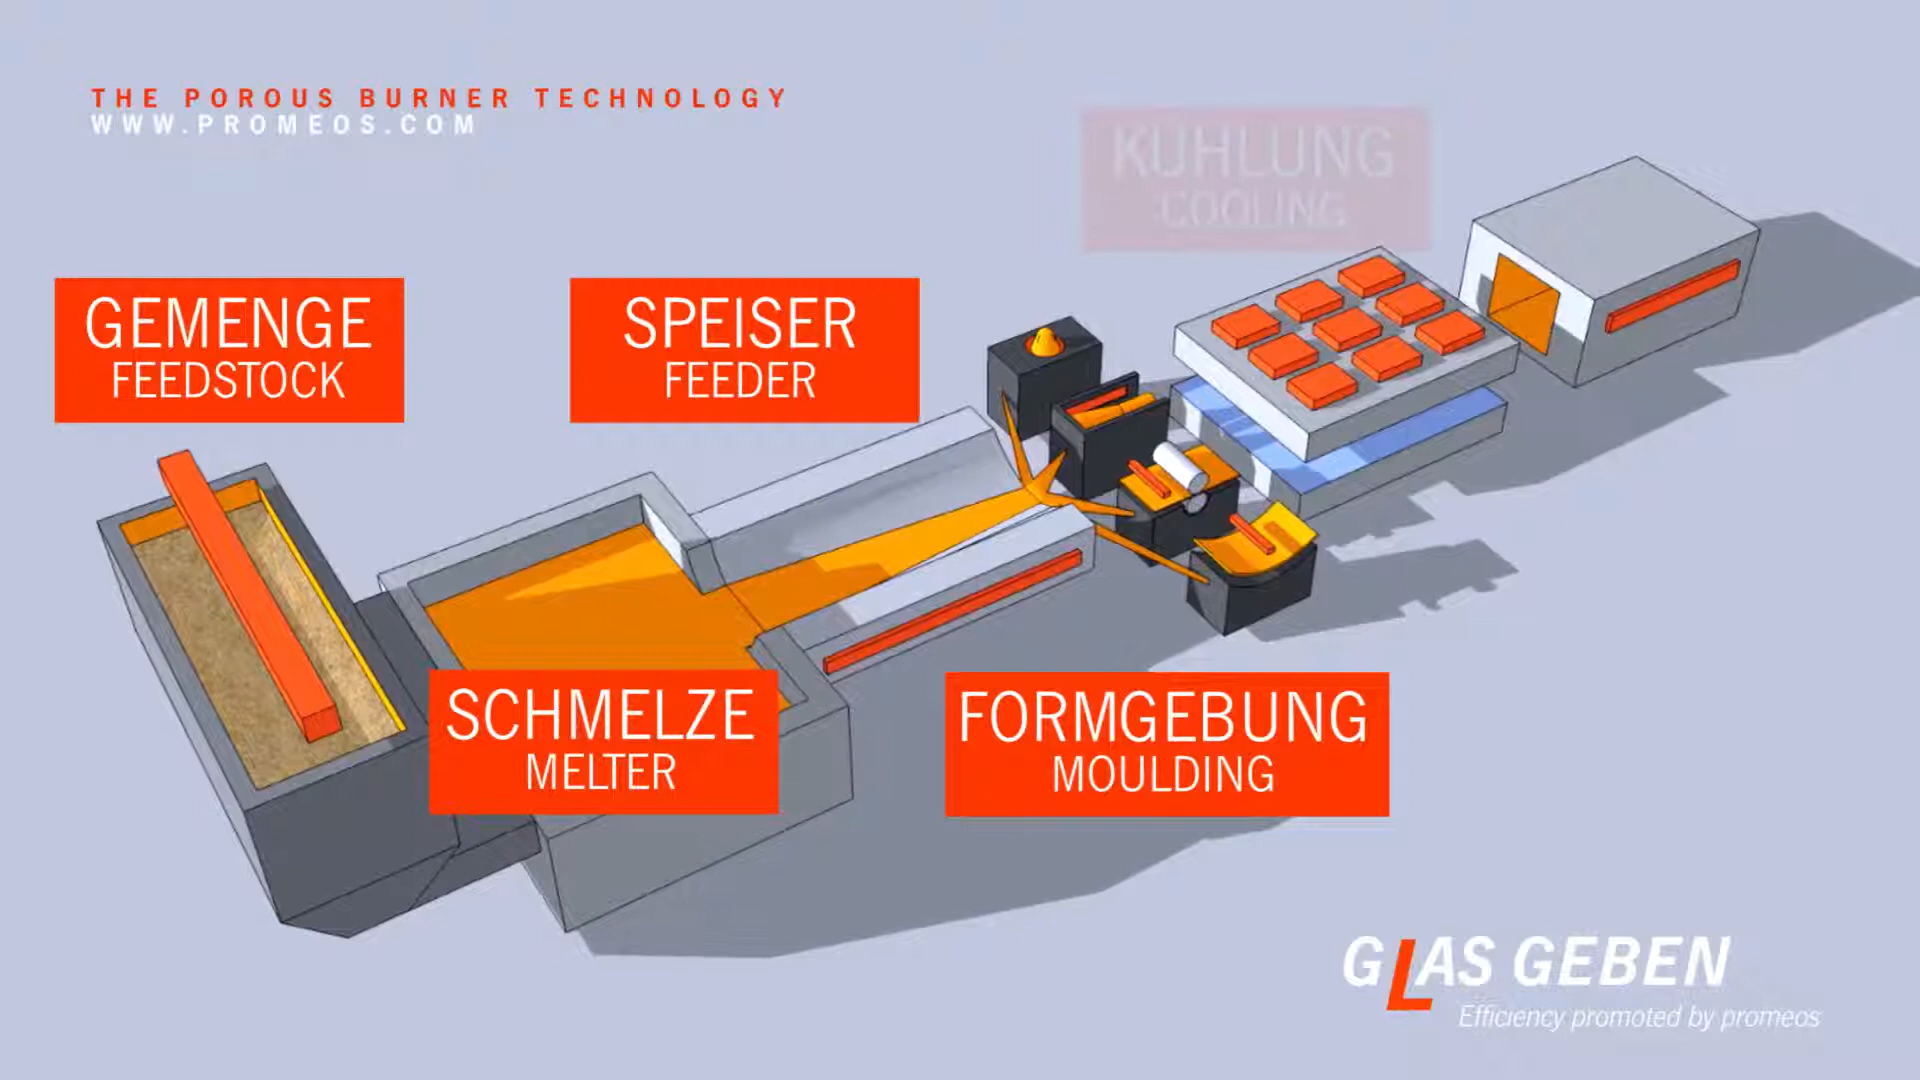 THE POROUS BURNER TECHNOLOGY
WWW.PROMEOS.COM
KÜHLUNG
COOLING
GEMENGE
FEEDSTOCK
SPEISER
FEEDER
SCHMELZE
MELTER
FORMGEBUNG
MOULDING
GLAS GEBEN
Efficiency promoted by promeos